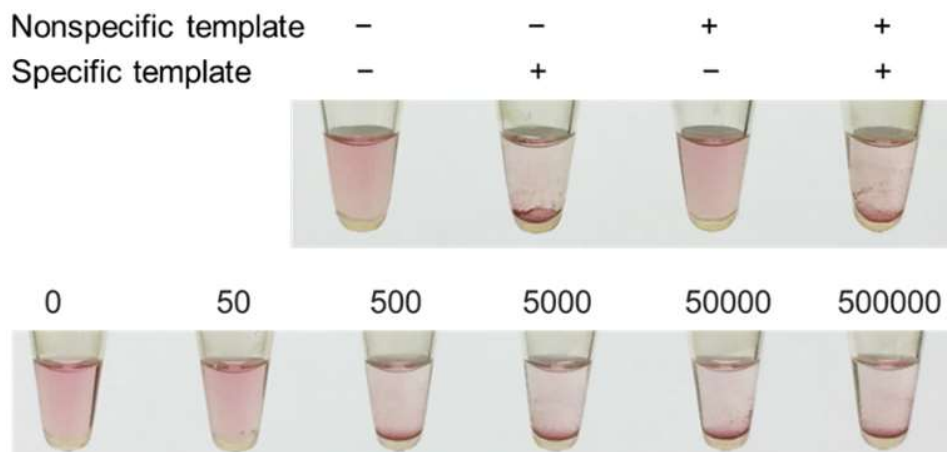 Nonspecific template − − + +
Specific template − + − +
0 50 500 5000 50000 500000